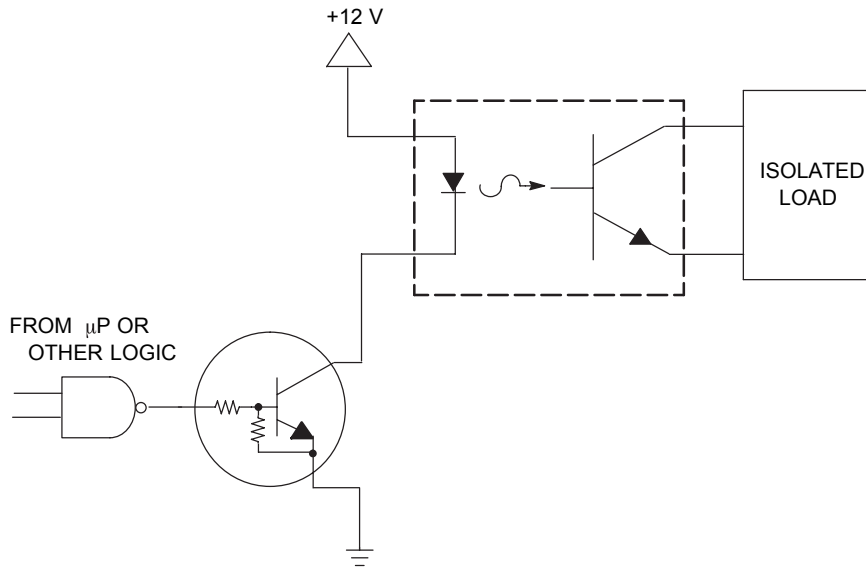 +12 V
ISOLATED
LOAD
FROM μP OR
OTHER LOGIC